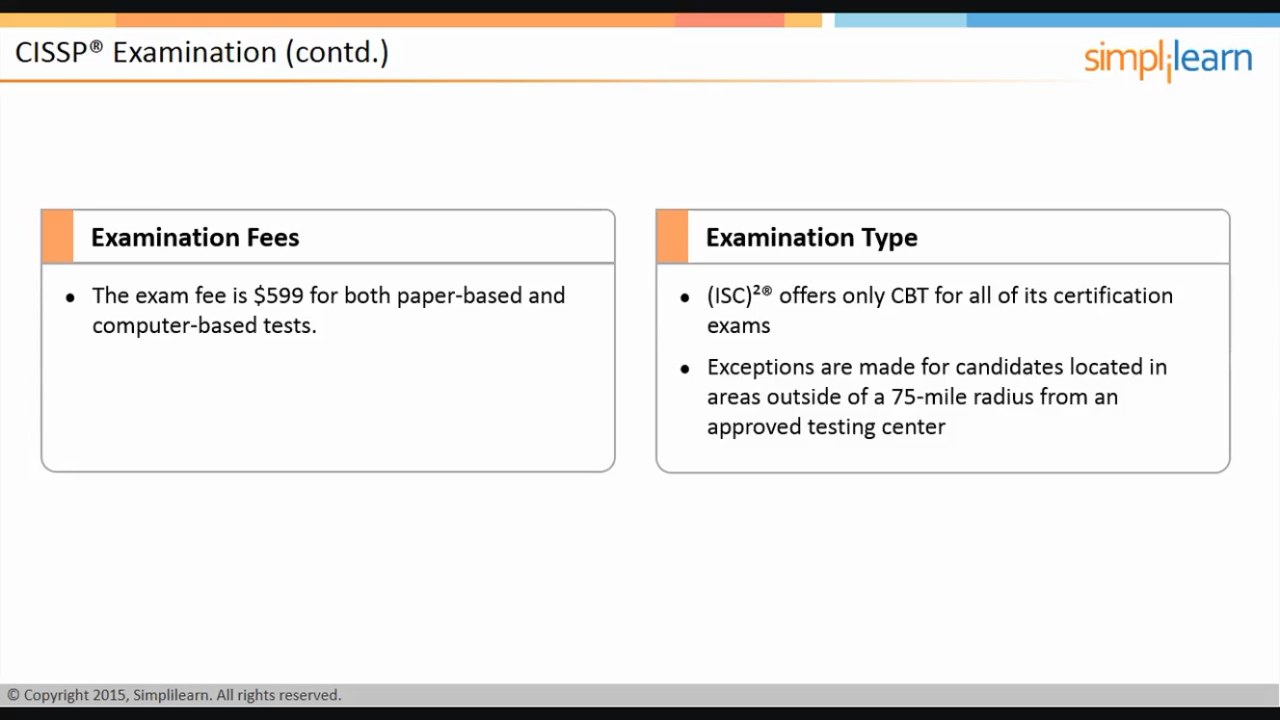 CISSP® Examination (contd.)
simplilearn
Examination Fees
• The exam fee is $599 for both paper-based and
computer-based tests.
Examination Type
• (ISC)²® offers only CBT for all of its certification
exams
• Exceptions are made for candidates located in
areas outside of a 75-mile radius from an
approved testing center
© Copyright 2015, Simplilearn. All rights reserved.